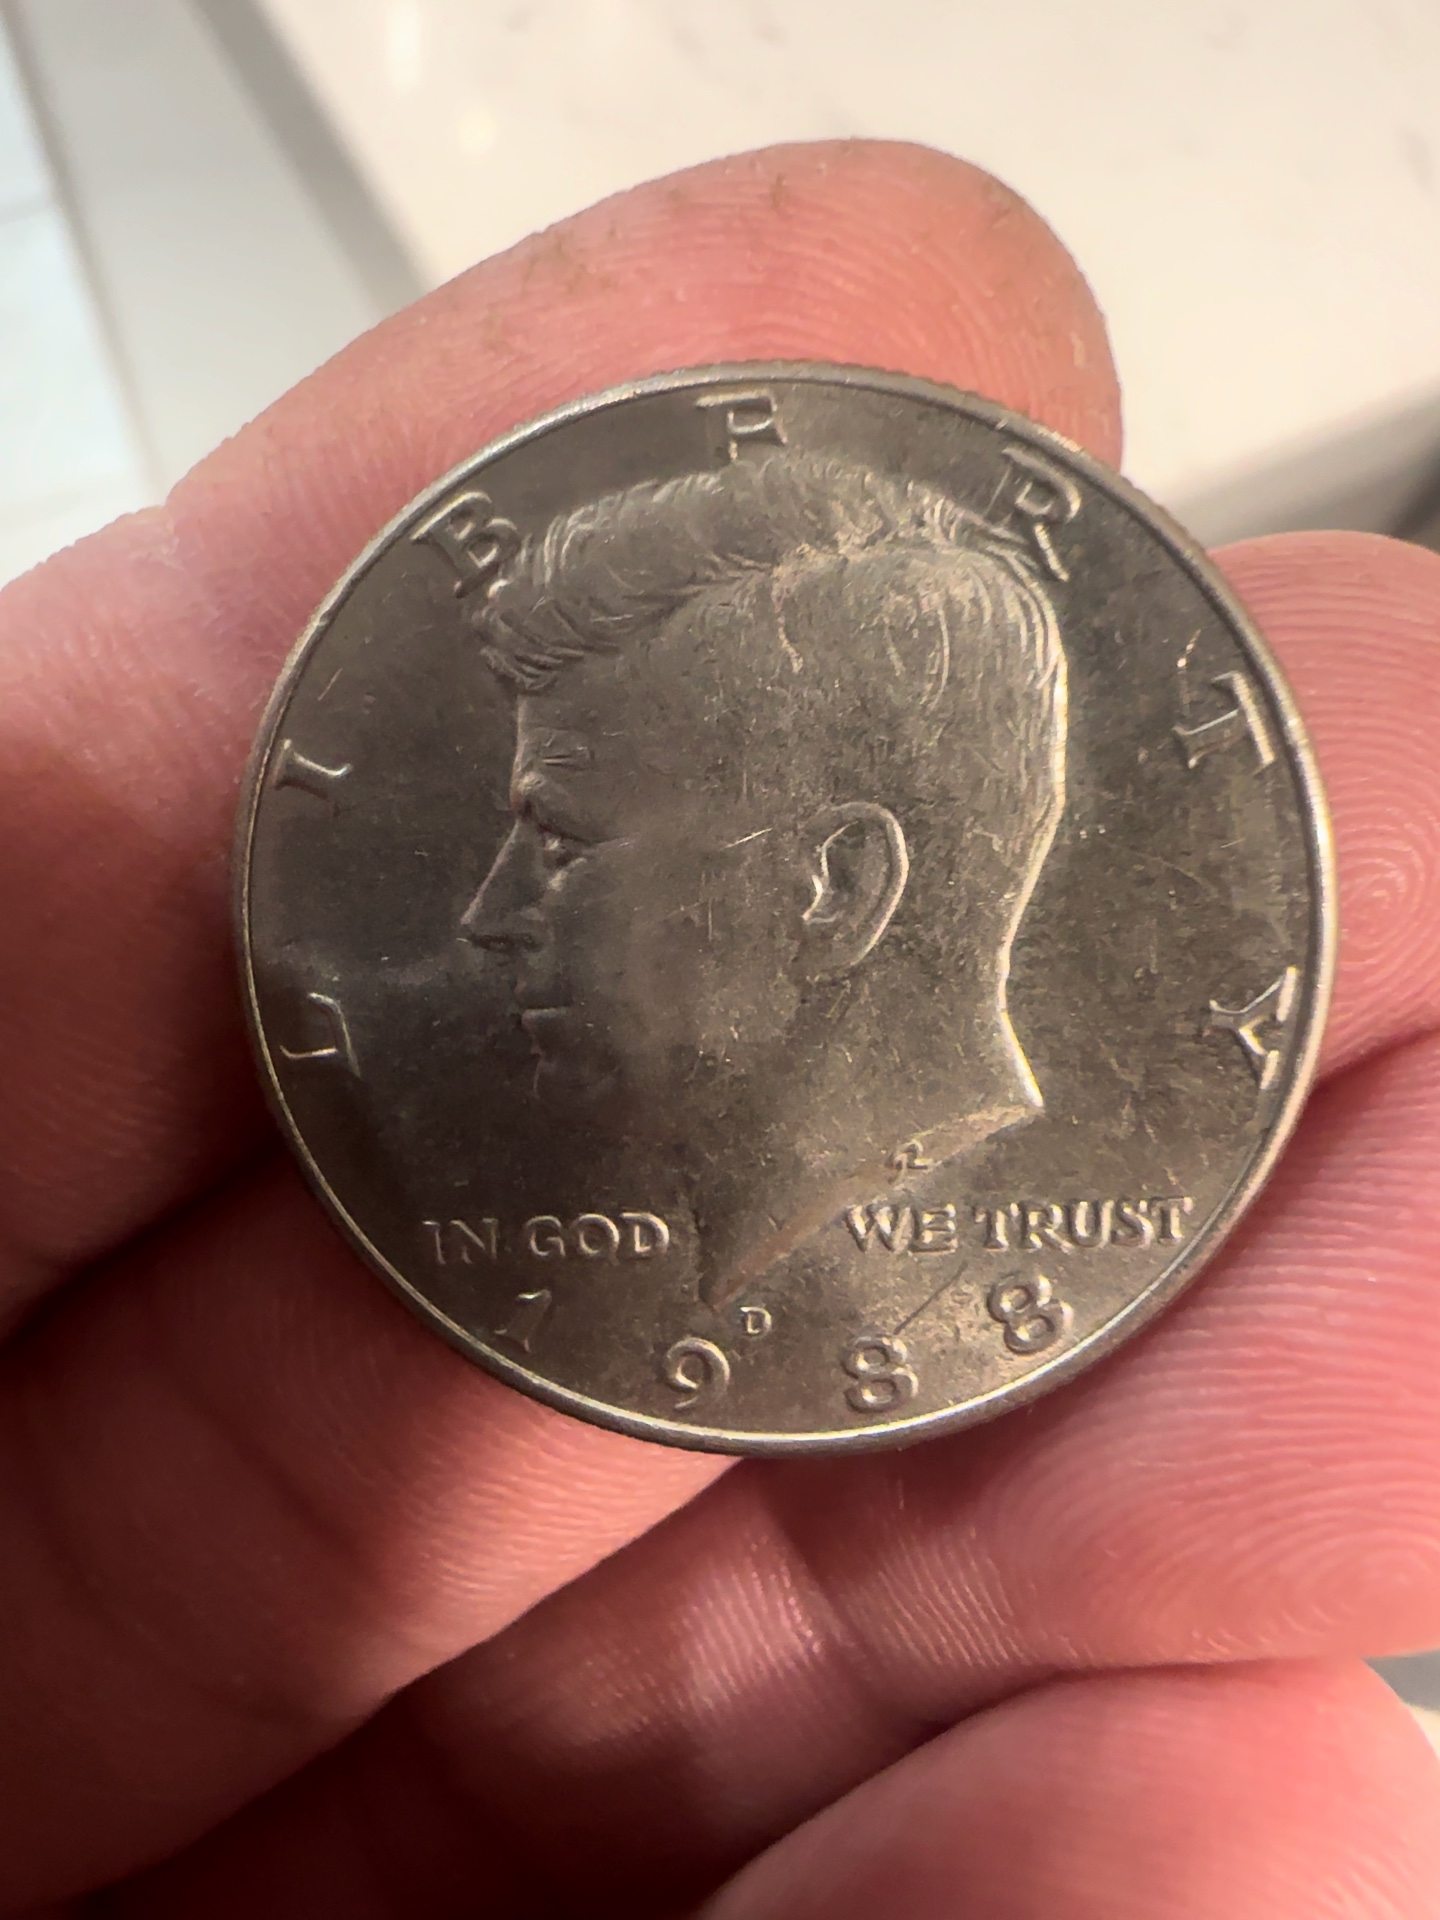 LIBERTY
IN GOD WE TRUST
D
1988